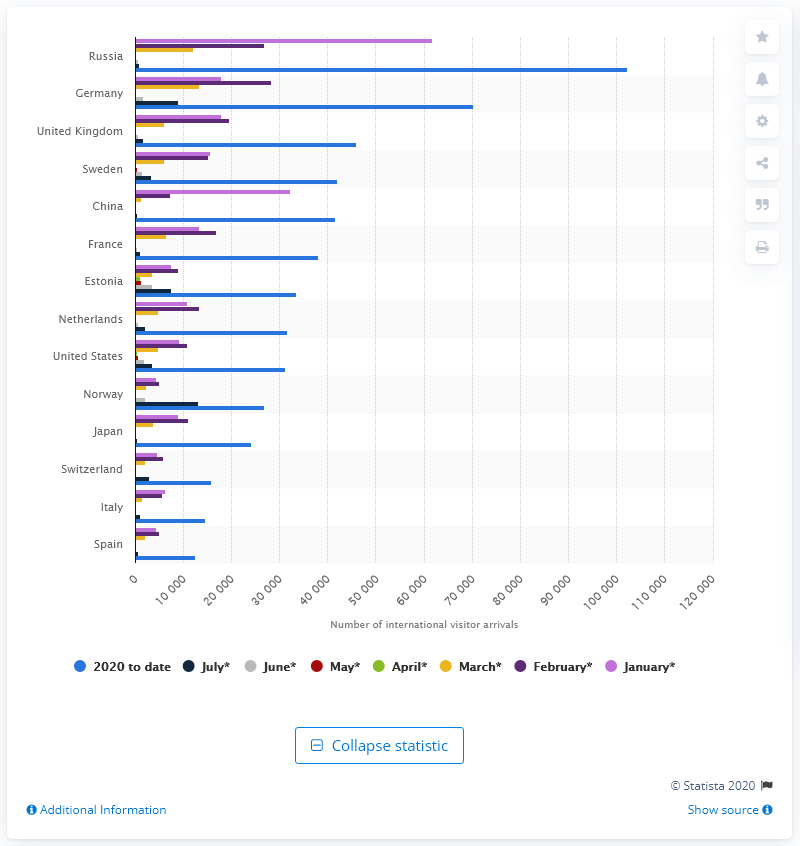 Russia
Germany
United Kingdom
Sweden
China
France
Estonia
Netherlands
United States
Norway
Japan
Switzerland
Italy
Spain
0 10 000 20 000 30 000 40 000 50 000 60 000 70 000 80 000 90 000 100 000 110 000 120 000
Number of international visitor arrivals
2020 to date July* June* May* April* March* February* January*
Collapse statistic
© Statista 2020
Additional Information Show source